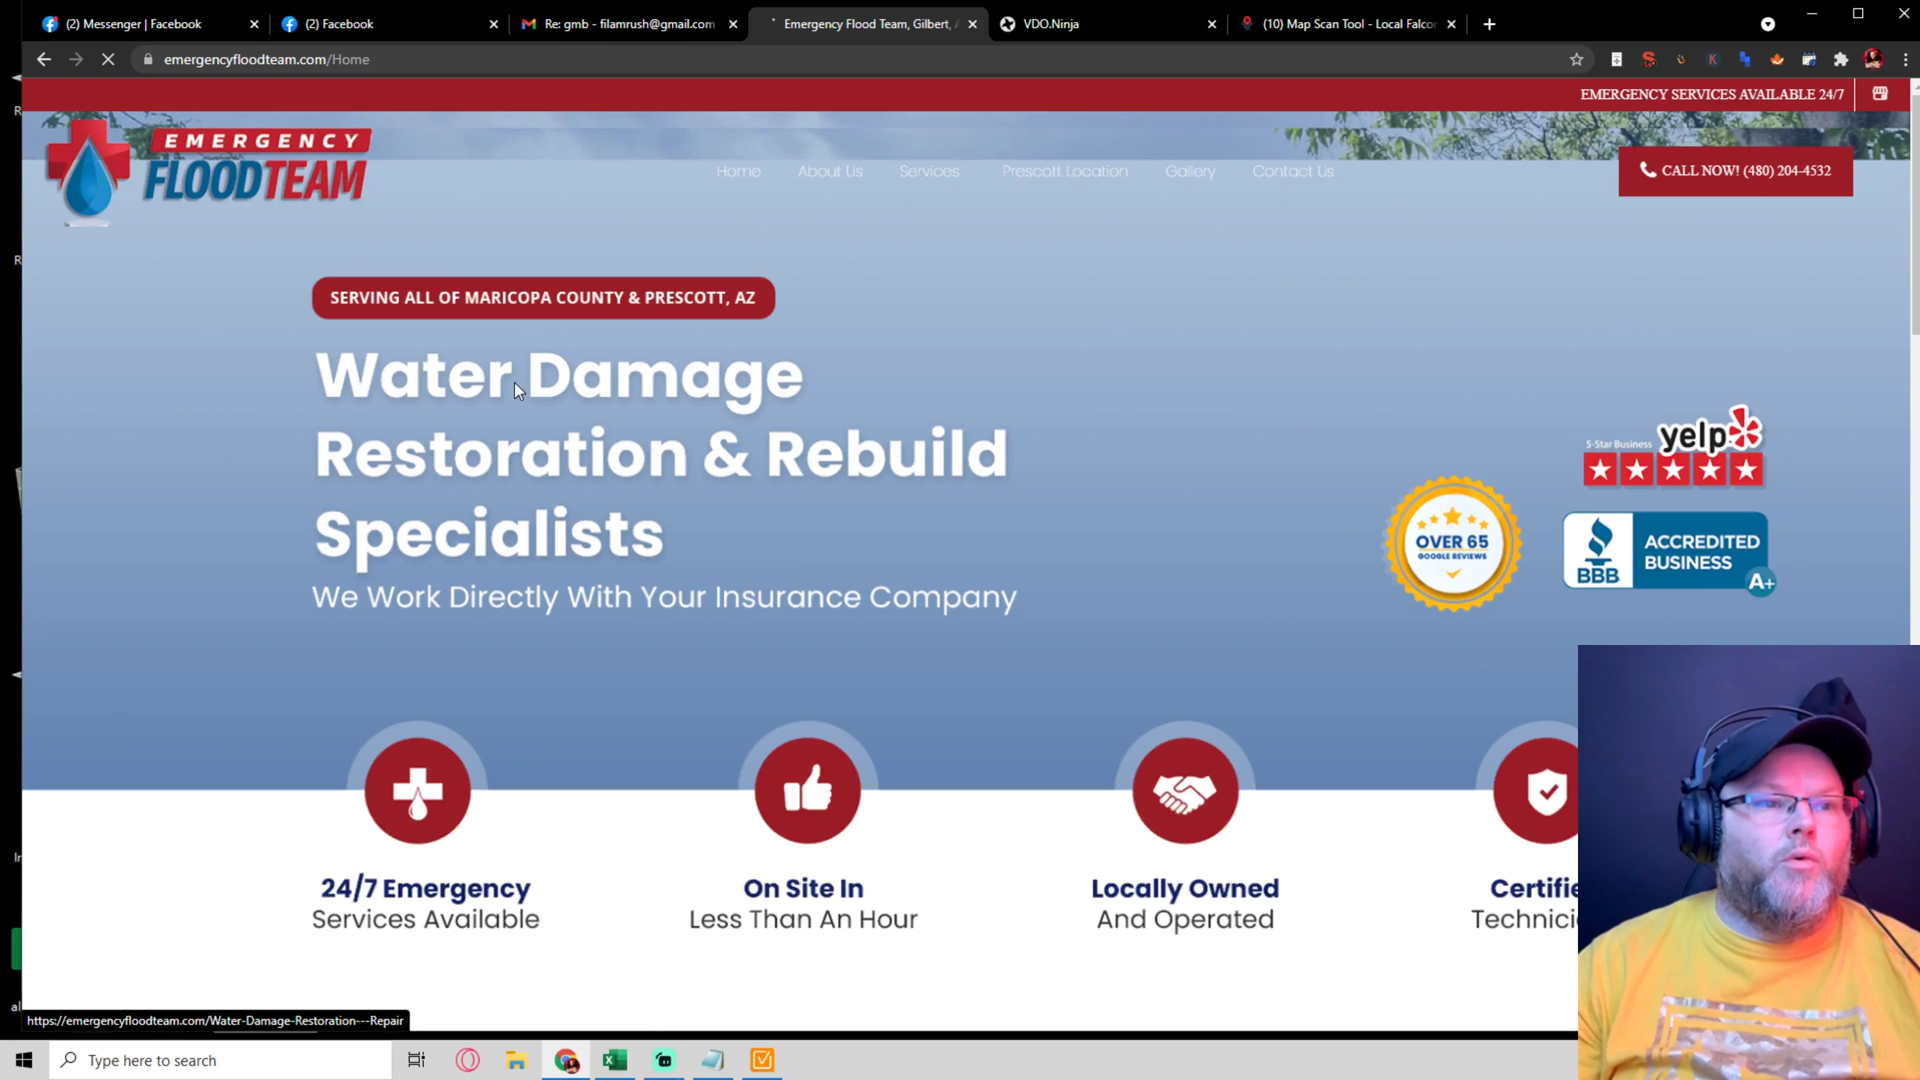 (2) Messenger | Facebook
(2) Facebook
Re: gmb - filamrush@gmail.com
Emergency Flood Team, Gilbert,
VDO.Ninja
(10) Map Scan Tool - Local Falcon
emergencyfloodteam.com/Home
EMERGENCY SERVICES AVAILABLE 24/7
EMERGENCY
FLOODTEAM
Home
About Us
Services
Prescott Location
Gallery
Contact Us
CALL NOW! (480) 204-4532
SERVING ALL OF MARICOPA COUNTY & PRESCOTT, AZ
Water Damage
Restoration & Rebuild
Specialists
We Work Directly With Your Insurance Company
5-Star Business
yelp
OVER 65
GOOGLE REVIEWS
BBB
ACCREDITED
BUSINESS
A+
24/7 Emergency
Services Available
On Site In
Less Than An Hour
Locally Owned
And Operated
Certifie
Technici
https://emergencyfloodteam.com/Water-Damage-Restoration---Repair
Type here to search